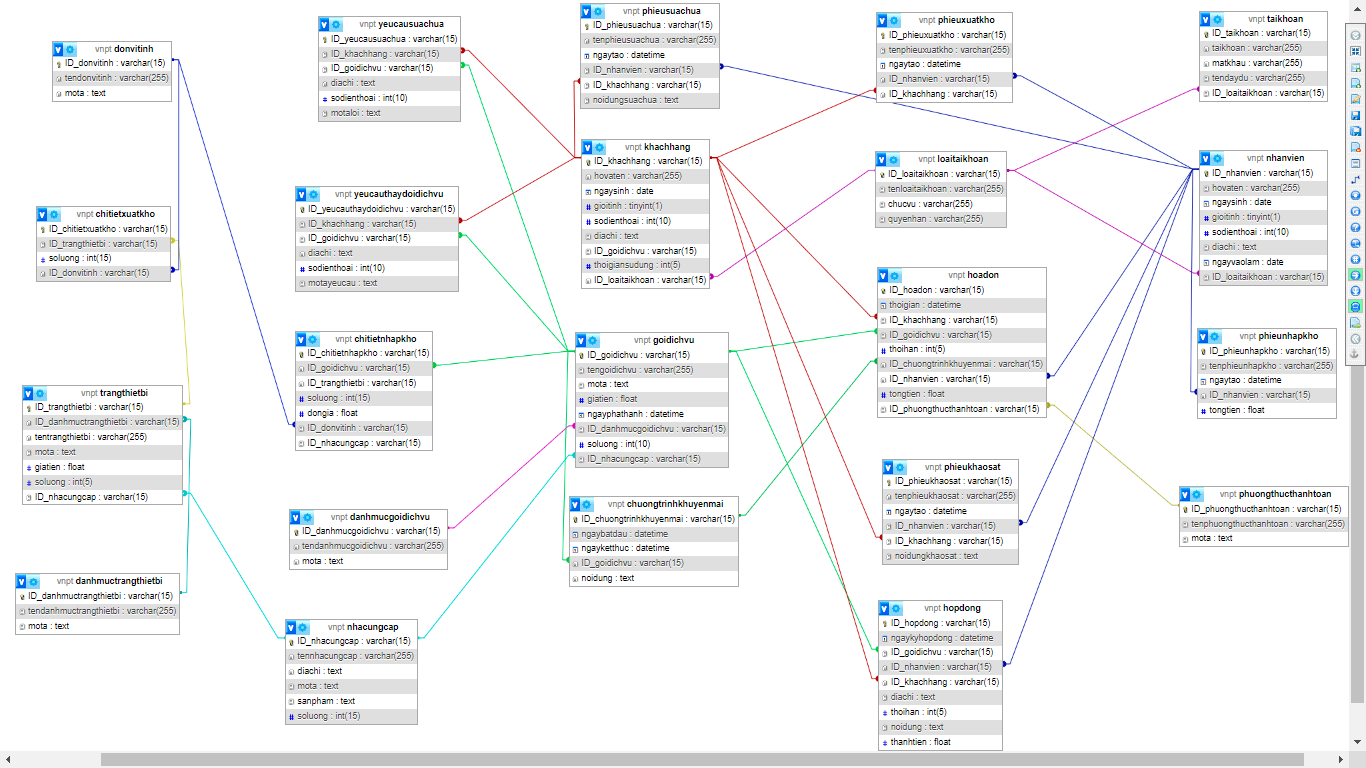 vnpt donvitinh
ID_donvitinh : varchar(15)
tendonvitinh : varchar(255)
mota : text
vnpt chitietxuatkho
ID_chitietxuatkho : varchar(15)
ID_trangthietbi : varchar(15)
soluong : int(15)
ID_donvitinh : varchar(15)
vnpt trangthietbi
ID_trangthietbi : varchar(15)
ID_danhmuctrangthietbi : varchar(15)
tentrangthietbi : varchar(255)
mota : text
giatien : float
soluong : int(5)
ID_nhacungcap : varchar(15)
vnpt danhmuctrangthietbi
ID_danhmuctrangthietbi : varchar(15)
tendanhmuctrangthietbi : varchar(255)
mota : text
vnpt yeucausuachua
ID_yeucausuachua : varchar(15)
ID_khachhang : varchar(15)
ID_goidichvu : varchar(15)
diachi : text
sodienthoai : int(10)
motaloi : text
vnpt yeucauthaydoidichvu
ID_yeucauthaydoidichvu : varchar(15)
ID_khachhang : varchar(15)
ID_goidichvu : varchar(15)
diachi : text
sodienthoai : int(10)
motayeucau : text
vnpt chitietnhapkho
ID_chitietnhapkho : varchar(15)
ID_goidichvu : varchar(15)
ID_trangthietbi : varchar(15)
soluong : int(15)
dongia : float
ID_donvitinh : varchar(15)
ID_nhacungcap : varchar(15)
vnpt danhmucgoidichvu
ID_danhmucgoidichvu : varchar(15)
tendanhmucgoidichvu : varchar(255)
mota : text
vnpt nhacungcap
ID_nhacungcap : varchar(15)
tennhacungcap : varchar(255)
diachi : text
mota : text
sanpham : text
soluong : int(15)
vnpt phieusuachua
ID_phieusuachua : varchar(15)
tenphieusuachua : varchar(255)
ngaytao : datetime
ID_nhanvien : varchar(15)
ID_khachhang : varchar(15)
noidungsuachua : text
vnpt khachhang
ID_khachhang : varchar(15)
hovaten : varchar(255)
ngaysinh : date
gioitinh : tinyint(1)
sodienthoai : int(10)
diachi : text
ID_goidichvu : varchar(15)
thoigiansudung : int(5)
ID_loaitaikhoan : varchar(15)
vnpt goidichvu
ID_goidichvu : varchar(15)
tengoidichvu : varchar(255)
mota : text
giatien : float
ngayphathanh : datetime
ID_danhmucgoidichvu : varchar(15)
soluong : int(10)
ID_nhacungcap : varchar(15)
vnpt chuongtrinhkhuyenmai
ID_chuongtrinhkhuyenmai : varchar(15)
ngaybatdau : datetime
ngayketthuc : datetime
ID_goidichvu : varchar(15)
noidung : text
vnpt phieuxuatkho
ID_phieuxuatkho : varchar(15)
tenphieuxuatkho : varchar(255)
ngaytao : datetime
ID_nhanvien : varchar(15)
ID_khachhang : varchar(15)
vnpt loaitaikhoan
ID_loaitaikhoan : varchar(15)
tenloaitaikhoan : varchar(255)
chucvu : varchar(255)
quyenhan : varchar(255)
vnpt hoadon
ID_hoadon : varchar(15)
thoigian : datetime
ID_khachhang : varchar(15)
ID_goidichvu : varchar(15)
thoihan : int(5)
ID_chuongtrinhkhuyenmai : varchar(15)
ID_nhanvien : varchar(15)
tongtien : float
ID_phuongthucthanhtoan : varchar(15)
vnpt phieukhaosat
ID_phieukhaosat : varchar(15)
tenphieukhaosat : varchar(255)
ngaytao : datetime
ID_nhanvien : varchar(15)
ID_khachhang : varchar(15)
noidungkhaosat : text
vnpt hopdong
ID_hopdong : varchar(15)
ngaykyhopdong : datetime
ID_goidichvu : varchar(15)
ID_nhanvien : varchar(15)
ID_khachhang : varchar(15)
diachi : text
thoihan : int(5)
noidung : text
thanhtien : float
vnpt taikhoan
ID_taikhoan : varchar(15)
taikhoan : varchar(255)
matkhau : varchar(15)
tendaydu : varchar(255)
ID_loaitaikhoan : varchar(15)
vnpt nhanvien
ID_nhanvien : varchar(15)
hovaten : varchar(255)
ngaysinh : date
gioitinh : tinyint(1)
sodienthoai : int(10)
diachi : text
ngayvaolam : date
ID_loaitaikhoan : varchar(15)
vnpt phieunhapkho
ID_phieunhapkho : varchar(15)
tenphieunhapkho : varchar(255)
ngaytao : datetime
ID_nhanvien : varchar(15)
tongtien : float
vnpt phuongthucthanhtoan
ID_phuongthucthanhtoan : varchar(15)
tenphuongthucthanhtoan : varchar(255)
mota : text